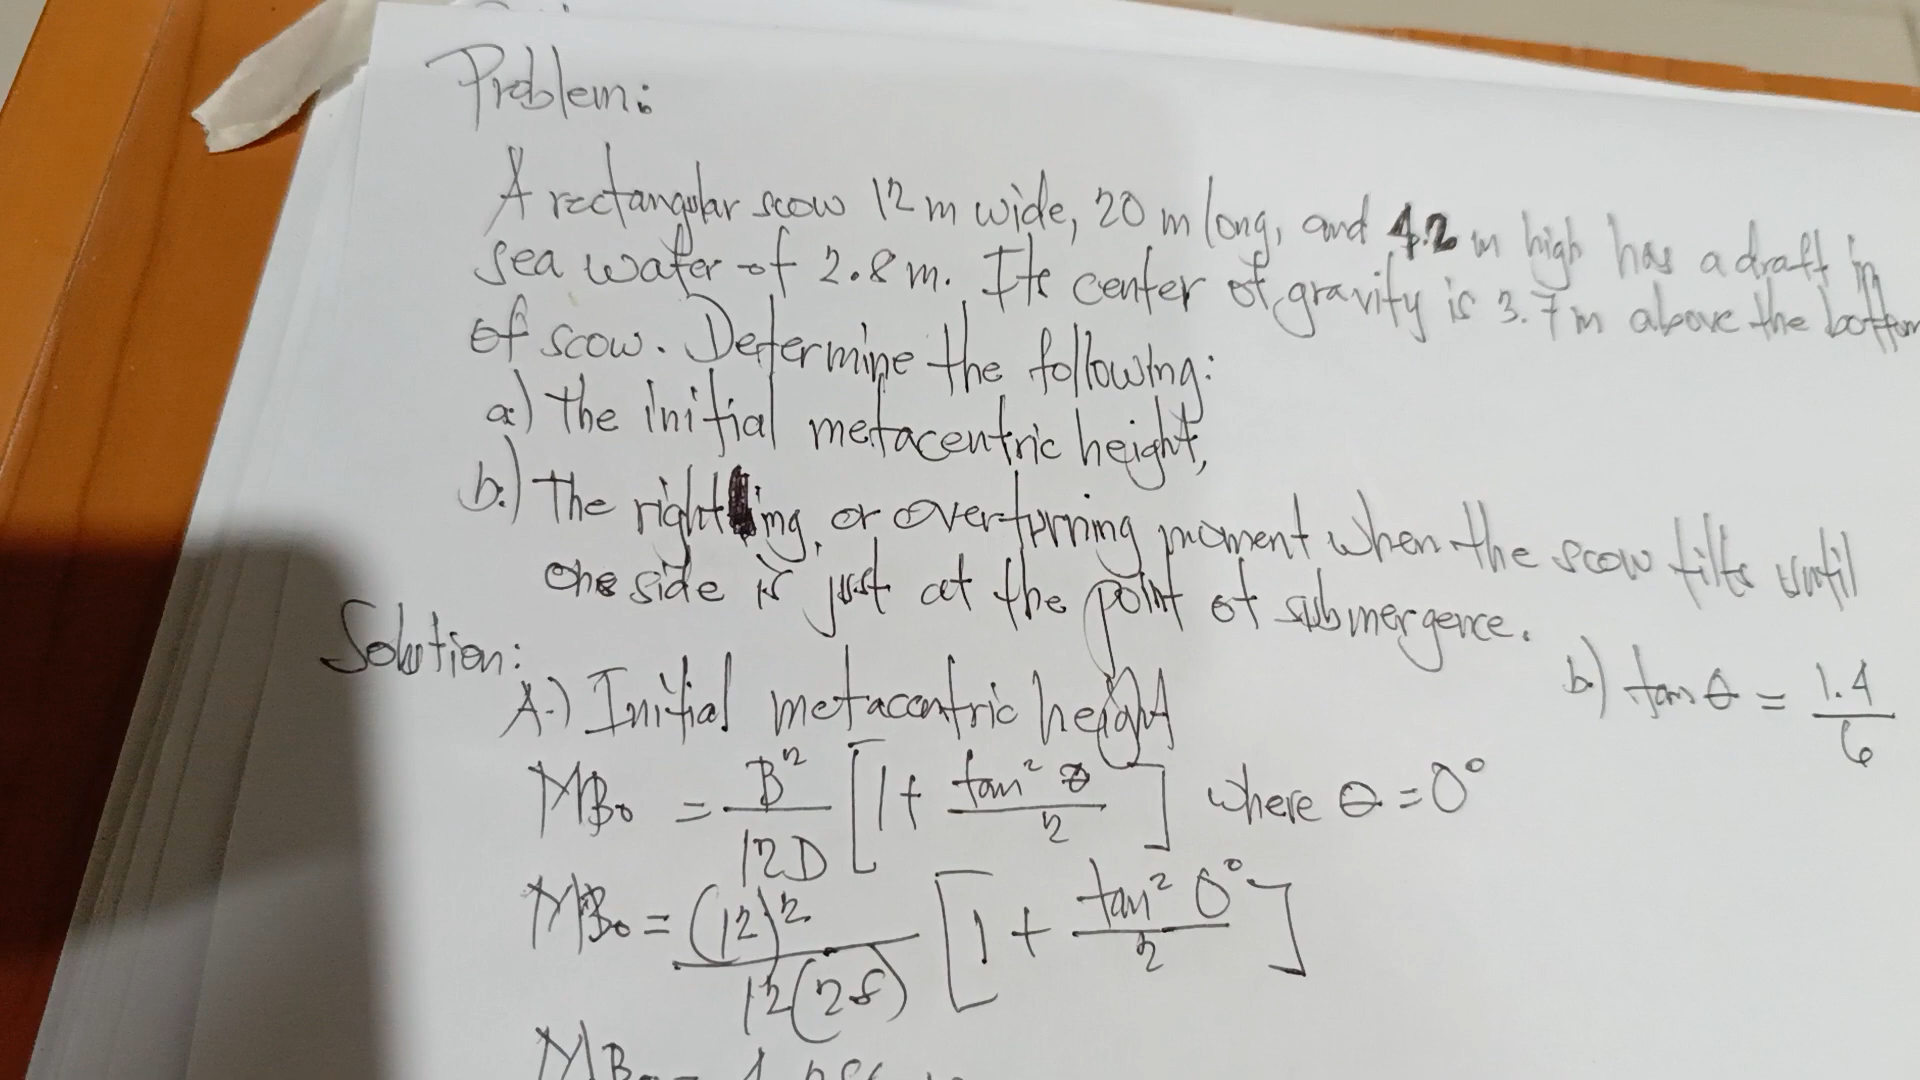 Problem:
A rectangular scow 12 m wide, 20 m long, and 4.2 m high has a draft in
sea water of 2.8 m. Its center of gravity is 3.7 m above the bottom
of scow. Determine the following:
a.) the initial metacentric height,
b.) The righting, or overturning moment when the scow tilts until
one side is just at the point of submergence.
Solution:
A.) Initial metacentric height
b.) tan θ = 1.4 / 6
MB₀ = B² / 12D [1 + tan² θ / 2] where θ = 0°
MB₀ = (12)² / 12(2.8) [1 + tan² 0° / 2]
MB₀ =